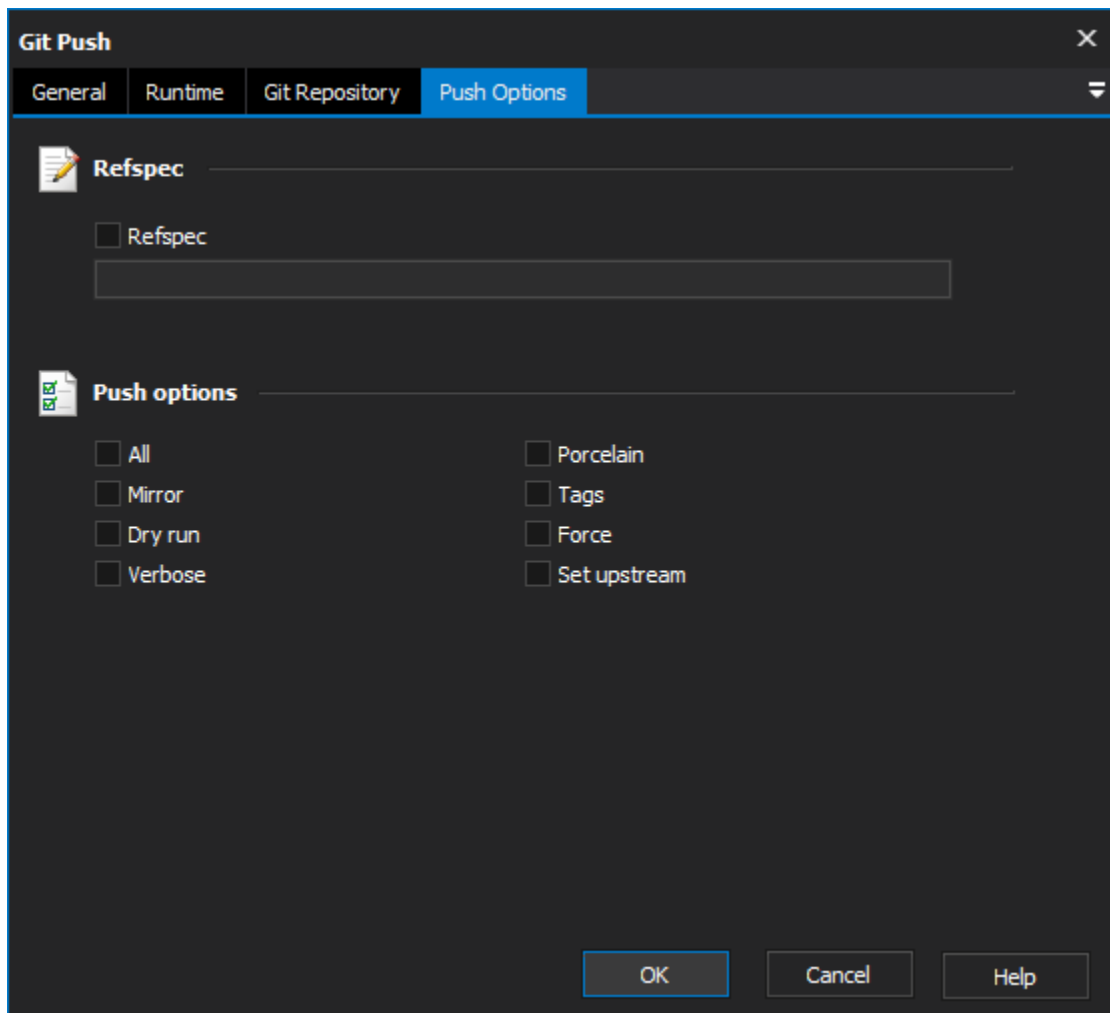 Git Push
General Runtime Git Repository Push Options
Refspec
Refspec
Push options
All Porcelain
Mirror Tags
Dry run Force
Verbose Set upstream
OK Cancel Help